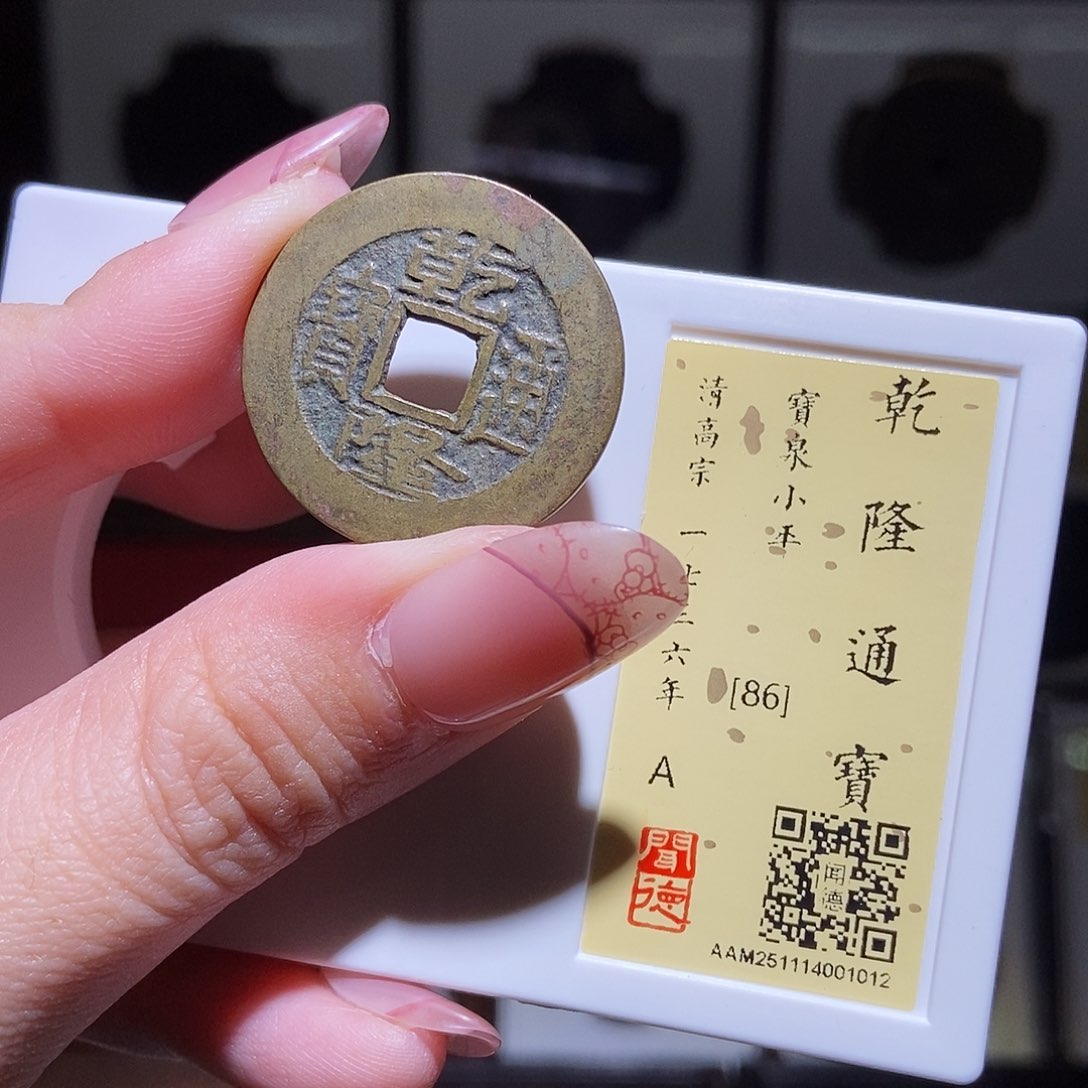 乾隆通寶
乾隆通寶
寶泉小平
[86]
清高宗 一七三六年
A
聞德
闻德
AAM251114001012